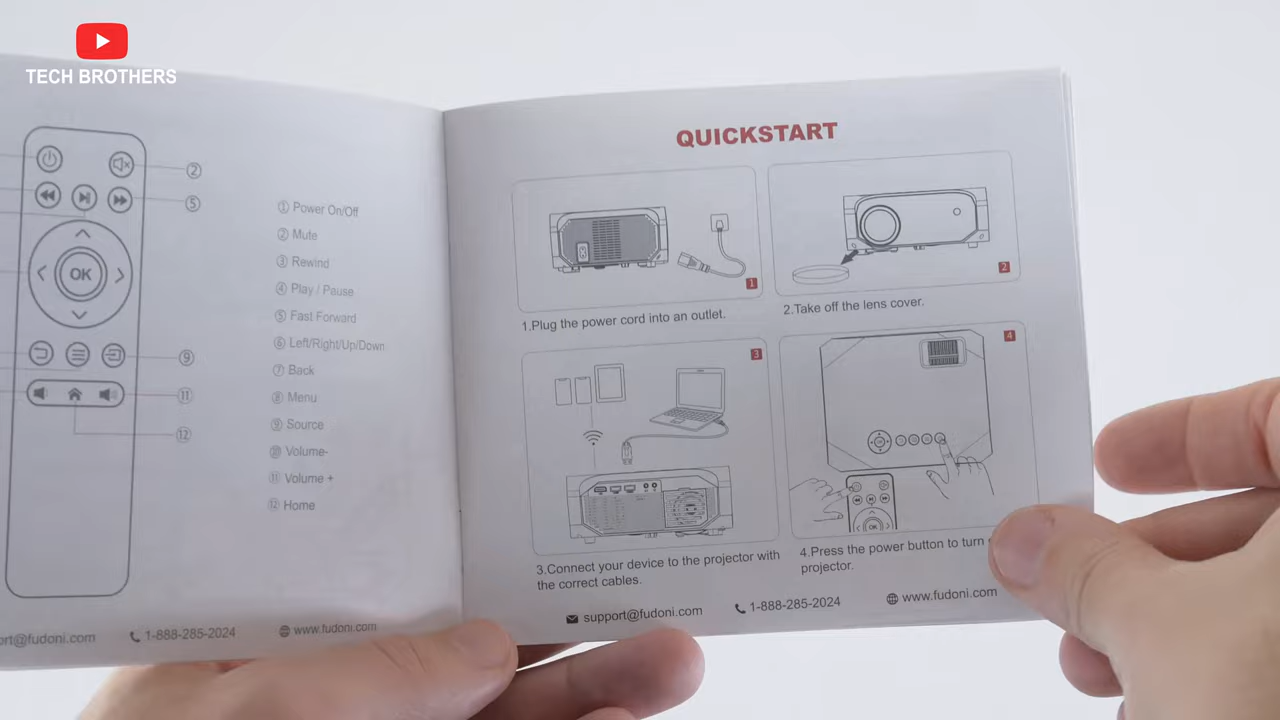 TECH BROTHERS
OK
②
⑤
⑨
⑪
⑫
① Power On/Off
② Mute
③ Rewind
④ Play / Pause
⑤ Fast Forward
⑥ Left/Right/Up/Down
⑦ Back
⑧ Menu
⑨ Source
⑩ Volume-
⑪ Volume +
⑫ Home
rt@fudoni.com 1-888-285-2024 www.fudoni.com
QUICKSTART
1
2
1.Plug the power cord into an outlet.
2.Take off the lens cover.
3
4
OK
3.Connect your device to the projector with
the correct cables.
4.Press the power button to turn
projector.
support@fudoni.com 1-888-285-2024 www.fudoni.com